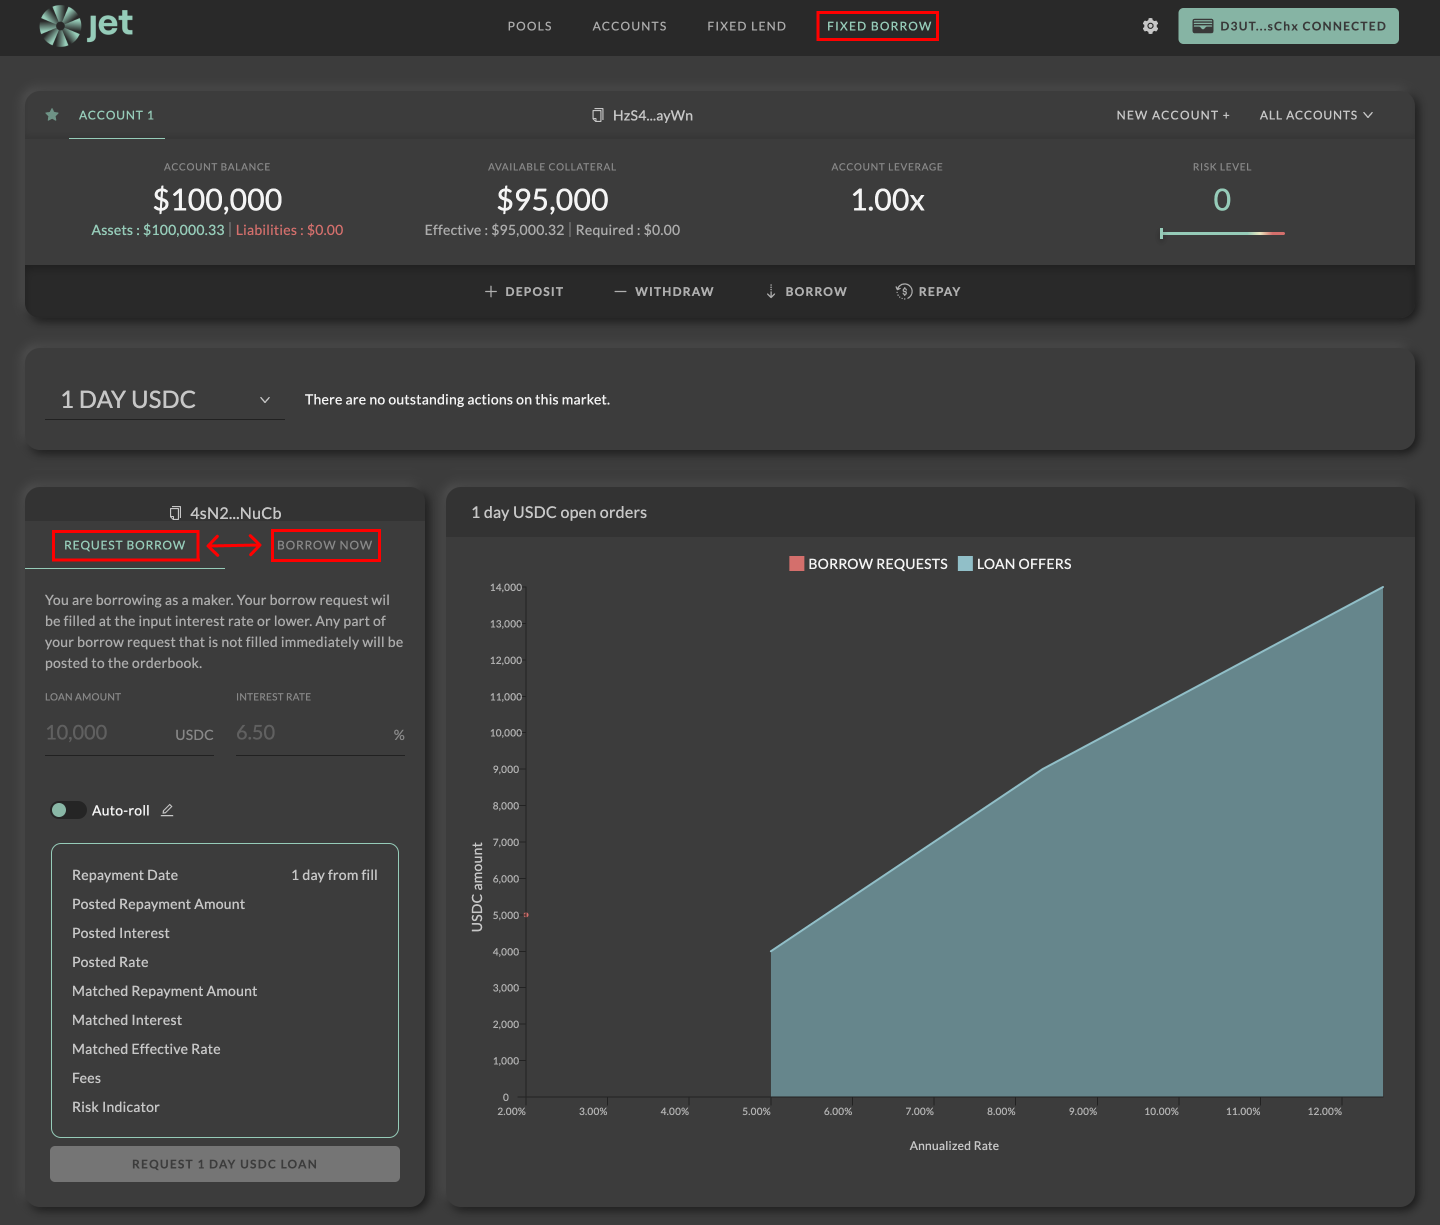 jet
POOLS
ACCOUNTS
FIXED LEND
FIXED BORROW
D3UT...sChx CONNECTED
ACCOUNT 1
HzS4...ayWn
NEW ACCOUNT +
ALL ACCOUNTS
ACCOUNT BALANCE
$100,000
Assets : $100,000.33 | Liabilities : $0.00
AVAILABLE COLLATERAL
$95,000
Effective : $95,000.32 | Required : $0.00
ACCOUNT LEVERAGE
1.00x
RISK LEVEL
0
DEPOSIT
WITHDRAW
BORROW
REPAY
1 DAY USDC
There are no outstanding actions on this market.
4sN2...NuCb
REQUEST BORROW
BORROW NOW
You are borrowing as a maker. Your borrow request wil
be filled at the input interest rate or lower. Any part of
your borrow request that is not filled immediately will be
posted to the orderbook.
LOAN AMOUNT
10,000 USDC
INTEREST RATE
6.50 %
Auto-roll
Repayment Date 1 day from fill
Posted Repayment Amount
Posted Interest
Posted Rate
Matched Repayment Amount
Matched Interest
Matched Effective Rate
Fees
Risk Indicator
REQUEST 1 DAY USDC LOAN
1 day USDC open orders
BORROW REQUESTS
LOAN OFFERS
14,000
13,000
12,000
11,000
10,000
9,000
8,000
7,000
6,000
5,000
4,000
3,000
2,000
1,000
0
USDC amount
2.00%
3.00%
4.00%
5.00%
6.00%
7.00%
8.00%
9.00%
10.00%
11.00%
12.00%
Annualized Rate